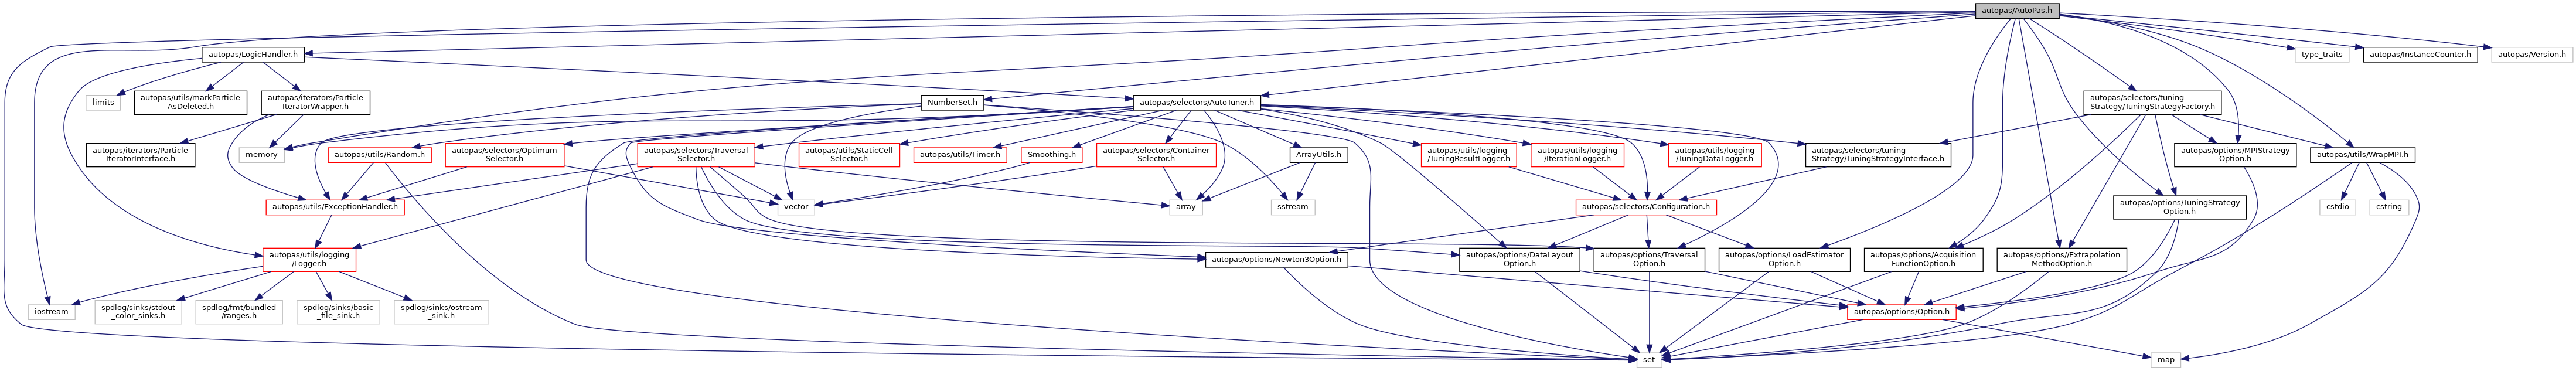 autopas/AutoPas.h
autopas/LogicHandler.h
type_traits
autopas/InstanceCounter.h
autopas/Version.h
limits
autopas/utils/markParticle
AsDeleted.h
autopas/iterators/Particle
IteratorWrapper.h
NumberSet.h
autopas/selectors/AutoTuner.h
autopas/selectors/tuning
Strategy/TuningStrategyFactory.h
autopas/iterators/Particle
IteratorInterface.h
memory
autopas/utils/Random.h
autopas/selectors/Optimum
Selector.h
autopas/selectors/Traversal
Selector.h
autopas/utils/StaticCell
Selector.h
autopas/utils/Timer.h
Smoothing.h
autopas/selectors/Container
Selector.h
ArrayUtils.h
autopas/utils/logging
/TuningResultLogger.h
autopas/utils/logging
/IterationLogger.h
autopas/utils/logging
/TuningDataLogger.h
autopas/selectors/tuning
Strategy/TuningStrategyInterface.h
autopas/options/MPIStrategy
Option.h
autopas/utils/WrapMPI.h
autopas/utils/ExceptionHandler.h
vector
array
sstream
autopas/selectors/Configuration.h
autopas/options/TuningStrategy
Option.h
cstdio
cstring
autopas/utils/logging
/Logger.h
autopas/options/Newton3Option.h
autopas/options/DataLayout
Option.h
autopas/options/Traversal
Option.h
autopas/options/LoadEstimator
Option.h
autopas/options/Acquisition
FunctionOption.h
autopas/options//Extrapolation
MethodOption.h
iostream
spdlog/sinks/stdout
_color_sinks.h
spdlog/fmt/bundled
/ranges.h
spdlog/sinks/basic
_file_sink.h
spdlog/sinks/ostream
_sink.h
autopas/options/Option.h
set
map